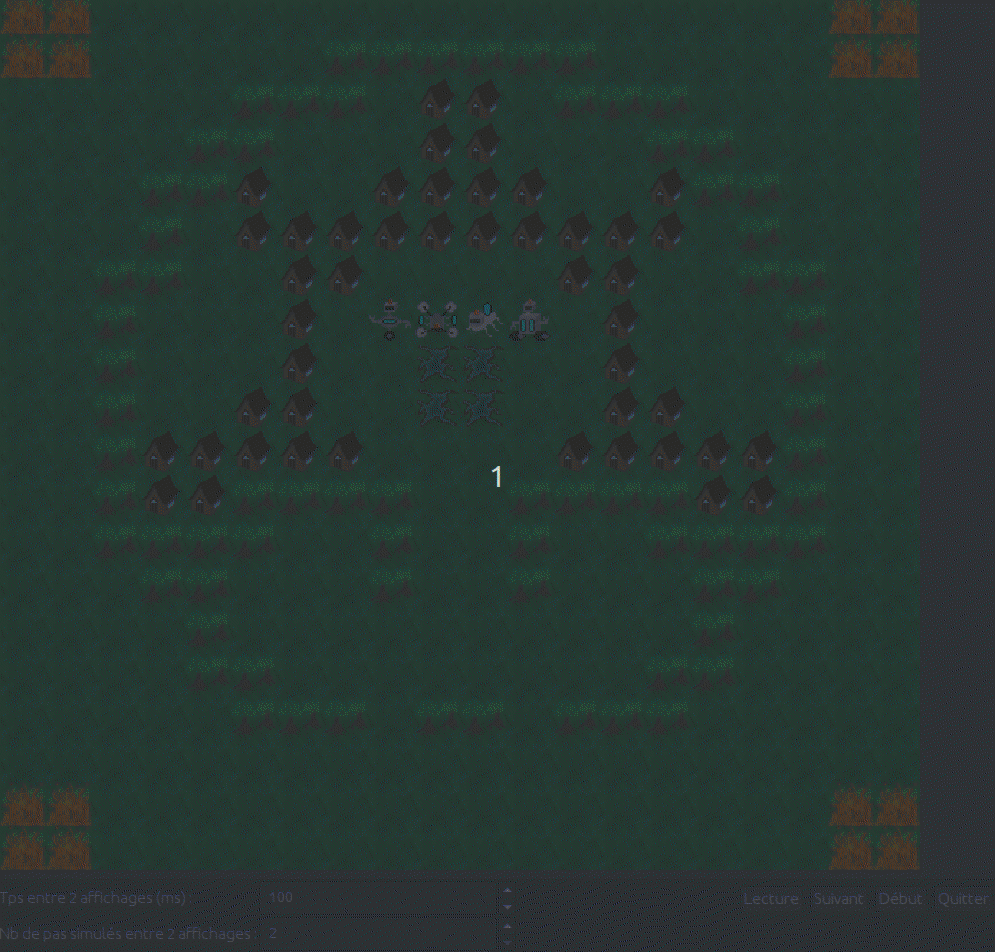 1
Tps entre 2 affichages (ms)
100
Lecture
Suivant
Début
Quitter
Nb de pas simulés entre 2 affichages :
2